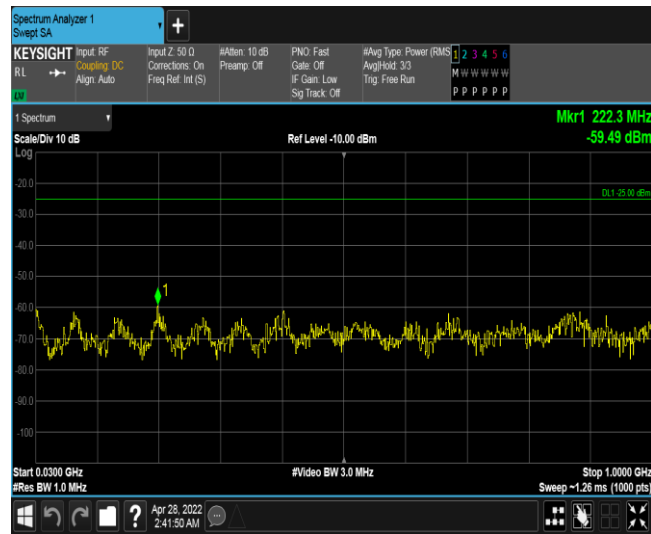 Spectrum Analyzer 1
Swept SA
+
KEYSIGHT
RL
LXI
Input: RF
Coupling: DC
Align: Auto
Input Z: 50 Ω
Corrections: On
Freq Ref: Int (S)
#Atten: 10 dB
Preamp: Off
PNO: Fast
Gate: Off
IF Gain: Low
Sig Track: Off
#Avg Type: Power (RMS
Avg|Hold: 3/3
Trig: Free Run
1 2 3 4 5 6
M W W W W W
P P P P P P
1 Spectrum
Mkr1 222.3 MHz
Scale/Div 10 dB
Ref Level -10.00 dBm
-59.49 dBm
Log
-20.0
DL1 -25.00 dBm
-30.0
-40.0
-50.0
1
-60.0
-70.0
-80.0
-90.0
-100
Start 0.0300 GHz
#Video BW 3.0 MHz
Stop 1.0000 GHz
#Res BW 1.0 MHz
Sweep ~1.26 ms (1000 pts)
?
Apr 28, 2022
2:41:50 AM